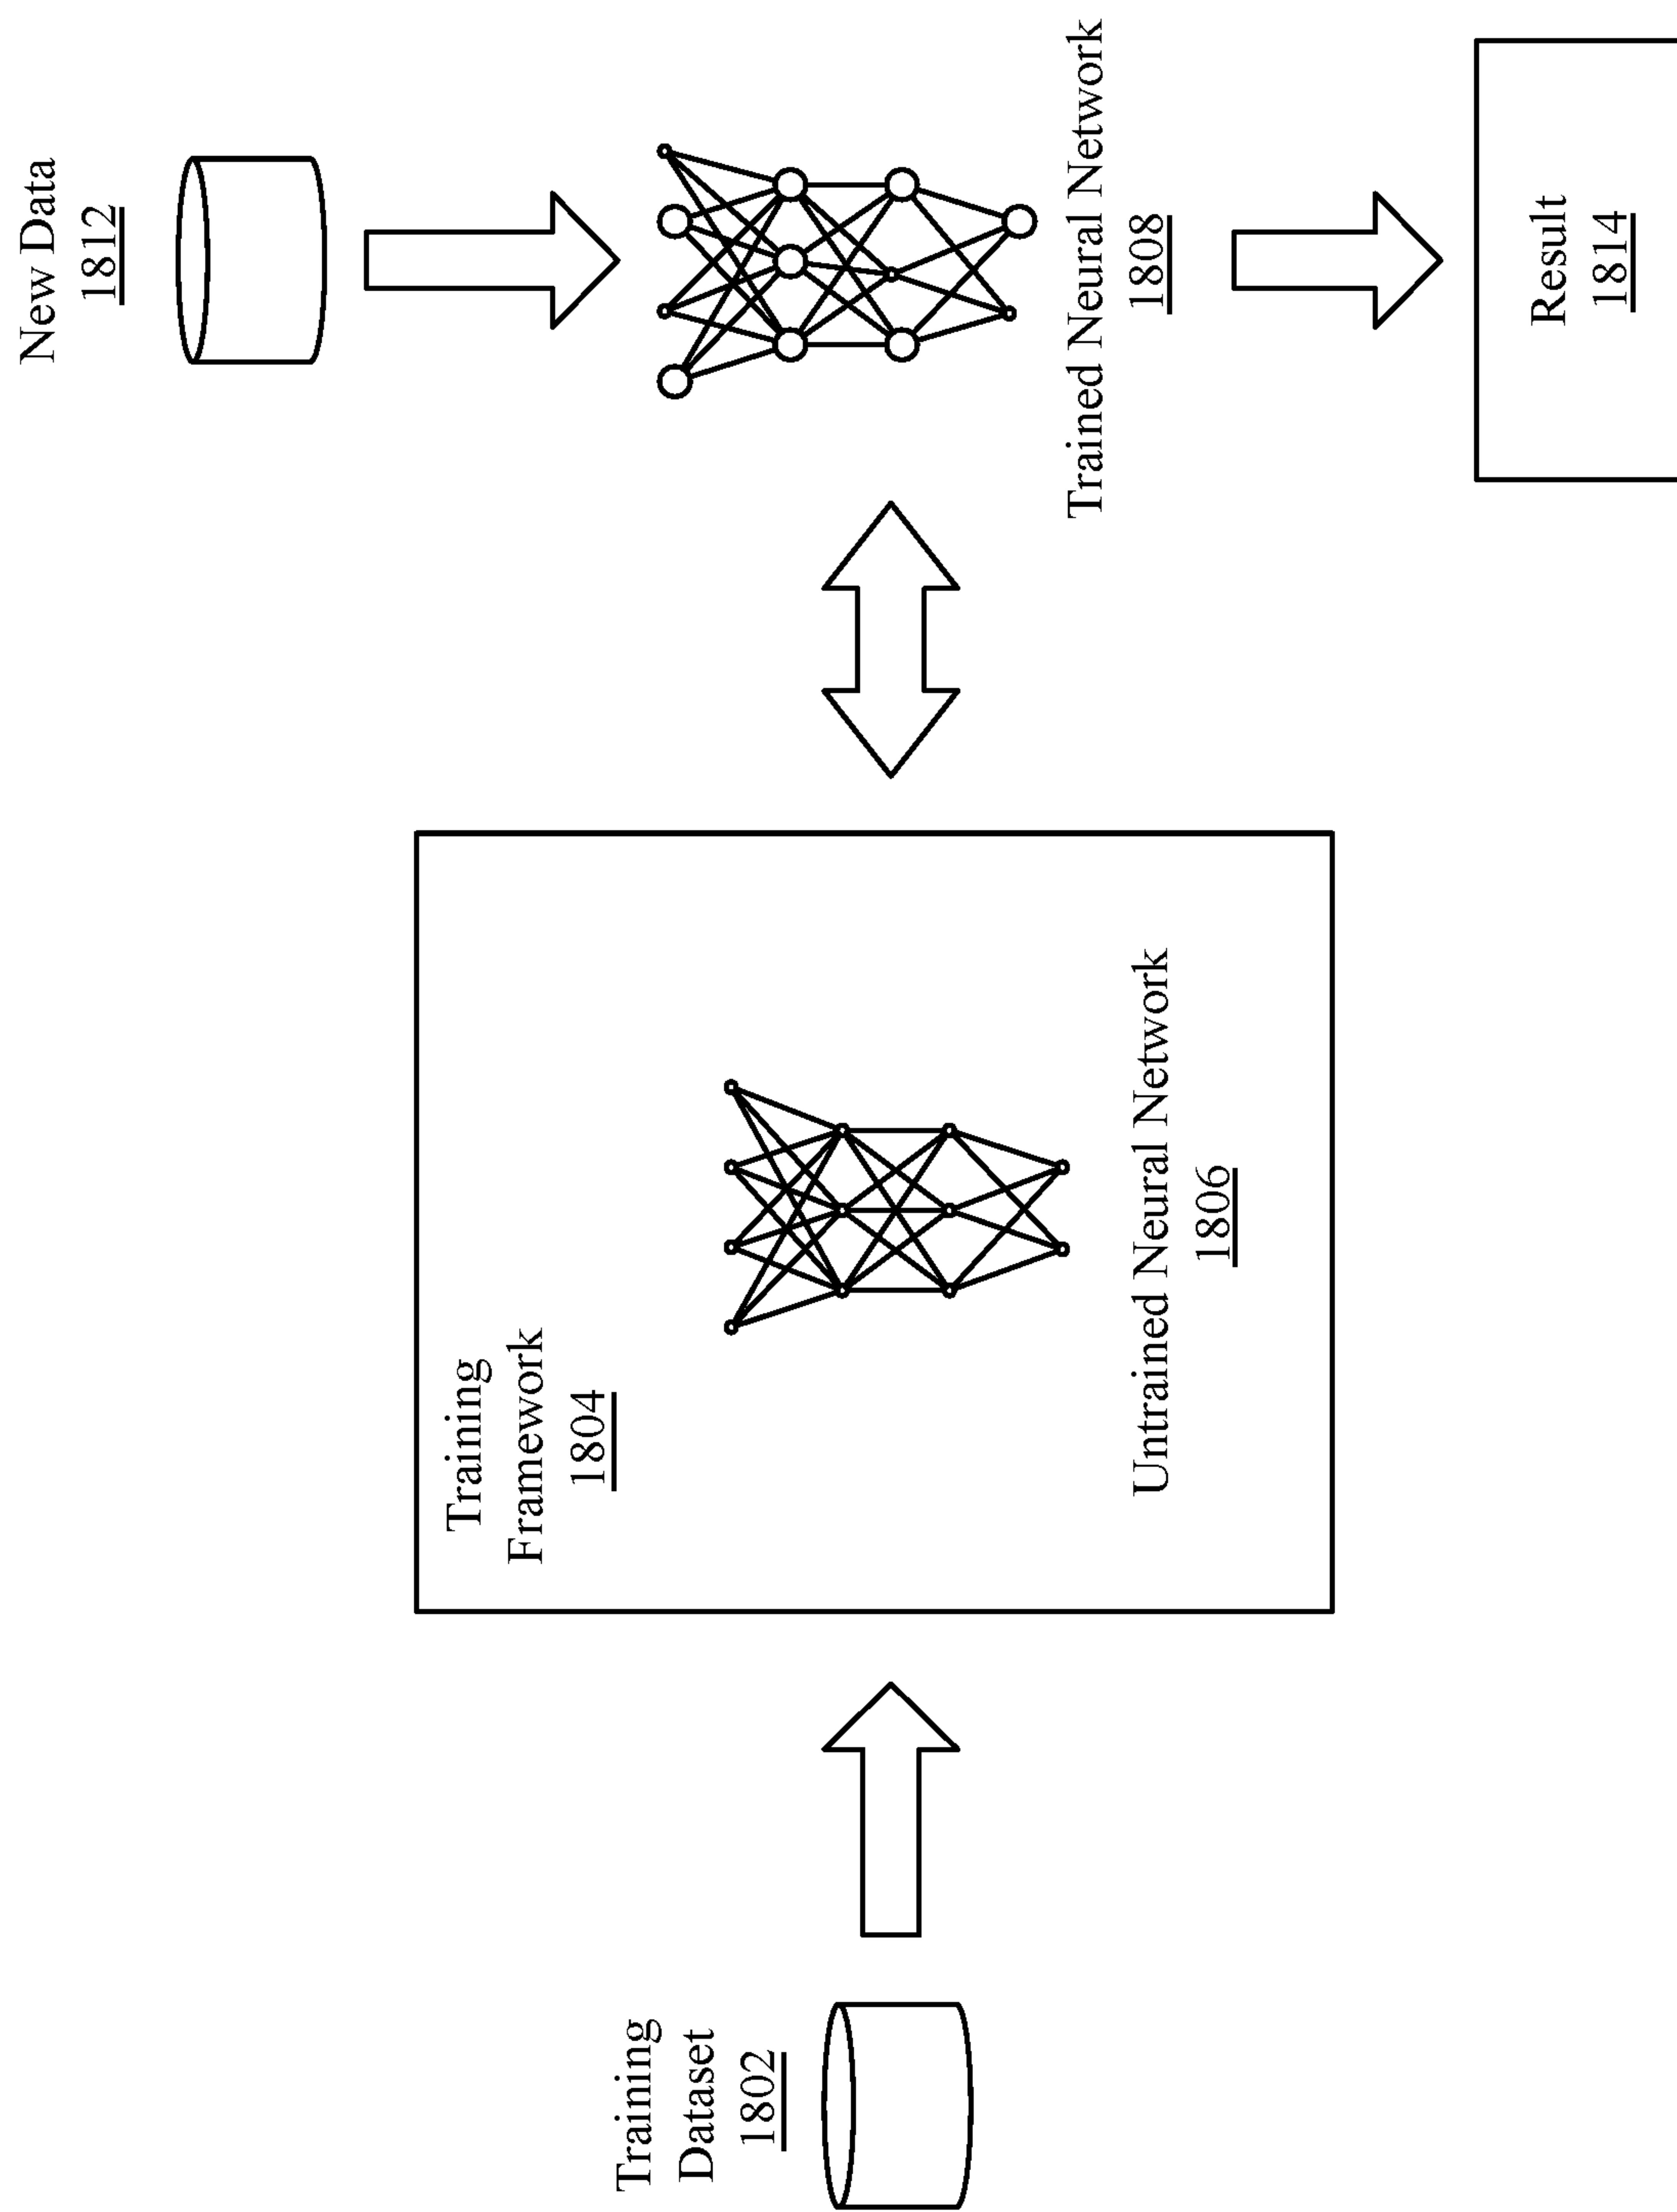 Training
Dataset
1802
Training
Framework
1804
Untrained Neural Network
1806
New Data
1812
Trained Neural Network
1808
Result
1814